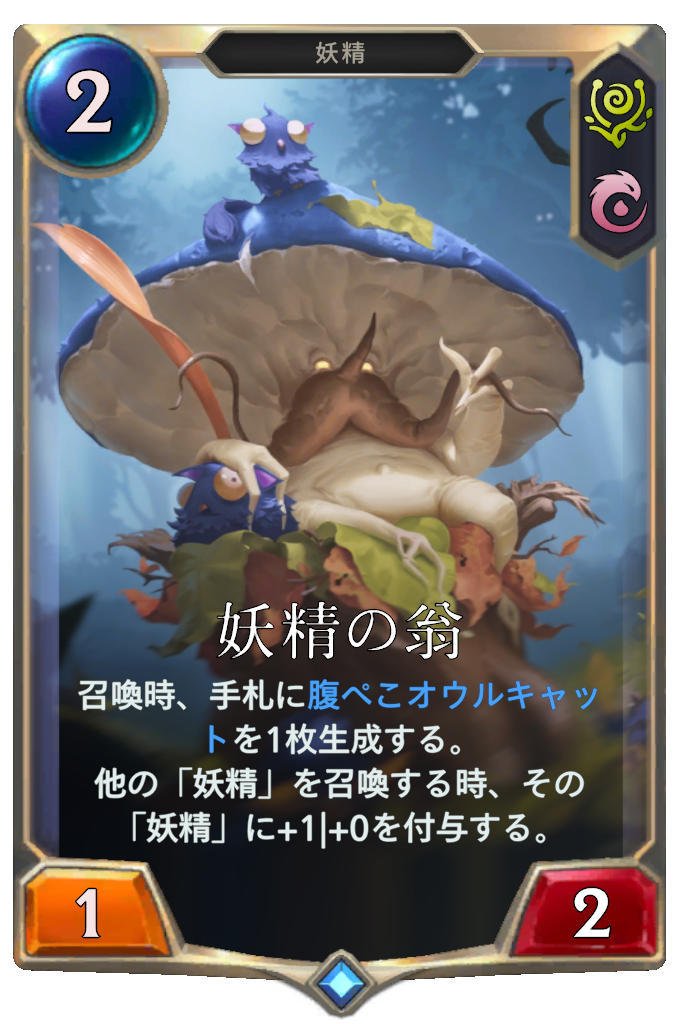 妖精
2
妖精の翁
召喚時、手札に腹ぺこオウルキャッ
トを1枚生成する。
他の「妖精」を召喚する時、その
「妖精」に+1|+0を付与する。
1
2